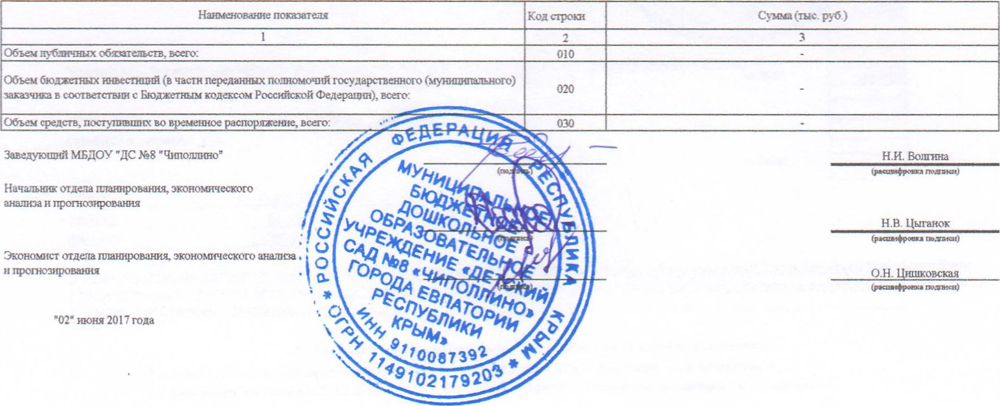 Наименование показателя Код строки Сумма (тыс. руб.)
1 2 3
Объем публичных обязательств, всего: 010 -
Объем бюджетных инвестиций (в части переданных полномочий государственного (муниципального)
заказчика в соответствии с Бюджетным кодексом Российской Федерации), всего: 020 -
Объем средств, поступивших во временное распоряжение, всего: 030 -
Заведующий МБДОУ "ДС №8 "Чиполлино" Н.И. Волгина
(подпись) (расшифровка подписи)
Начальник отдела планирования, экономического
анализа и прогнозирования
Н.В. Цыганок
(подпись) (расшифровка подписи)
Экономист отдела планирования, экономического анализа
и прогнозирования
О.Н. Цишковская
(подпись) (расшифровка подписи)
"02" июня 2017 года
РОССИЙСКАЯ ФЕДЕРАЦИЯ РЕСПУБЛИКА КРЫМ
* ОГРН 1149102179203 *
МУНИЦИПАЛЬНОЕ
БЮДЖЕТНОЕ
ДОШКОЛЬНОЕ
ОБРАЗОВАТЕЛЬНОЕ
УЧРЕЖДЕНИЕ «ДЕТСКИЙ
САД №8 «ЧИПОЛЛИНО»
ГОРОДА ЕВПАТОРИИ
РЕСПУБЛИКИ
КРЫМ»
ИНН 9110087392